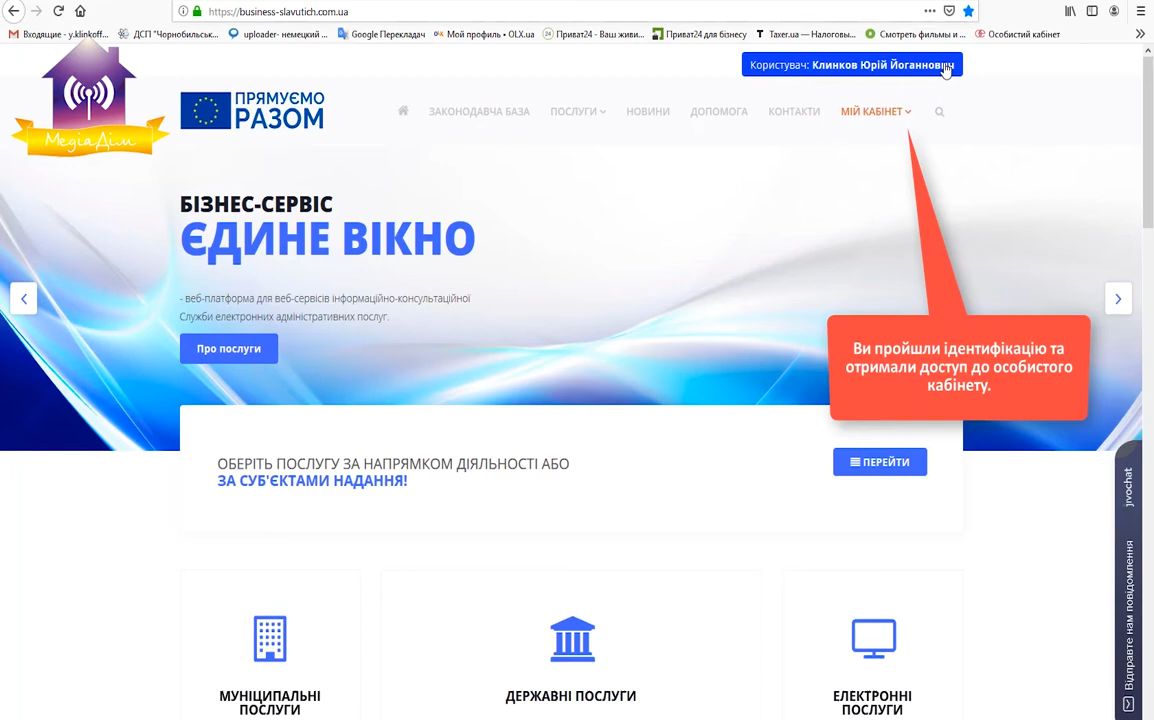 https://business-slavutich.com.ua
Входящие - y.klinkoff...
ДСП "Чорнобильськ...
uploader- немецкий ...
Google Перекладач
Мой профиль • OLX.ua
Приват24 - Ваш живи...
Приват24 для бізнесу
Taxer.ua — Налоговы...
Смотреть фильмы и ...
Особистий кабінет
Користувач: Клинков Юрій Йоганнович
МедіаДім
ПРЯМУЄМО
РАЗОМ
ЗАКОНОДАВЧА БАЗА
ПОСЛУГИ
НОВИНИ
ДОПОМОГА
КОНТАКТИ
МІЙ КАБІНЕТ
БІЗНЕС-СЕРВІС
ЄДИНЕ ВІКНО
- веб-платформа для веб-сервісів інформаційно-консультаційної
Служби електронних адміністративних послуг.
Про послуги
Ви пройшли ідентифікацію та
отримали доступ до особистого
кабінету.
ОБЕРІТЬ ПОСЛУГУ ЗА НАПРЯМКОМ ДІЯЛЬНОСТІ АБО
ЗА СУБ'ЄКТАМИ НАДАННЯ!
ПЕРЕЙТИ
jivochat
Відправте нам повідомлення
МУНІЦИПАЛЬНІ
ПОСЛУГИ
ДЕРЖАВНІ ПОСЛУГИ
ЕЛЕКТРОННІ
ПОСЛУГИ